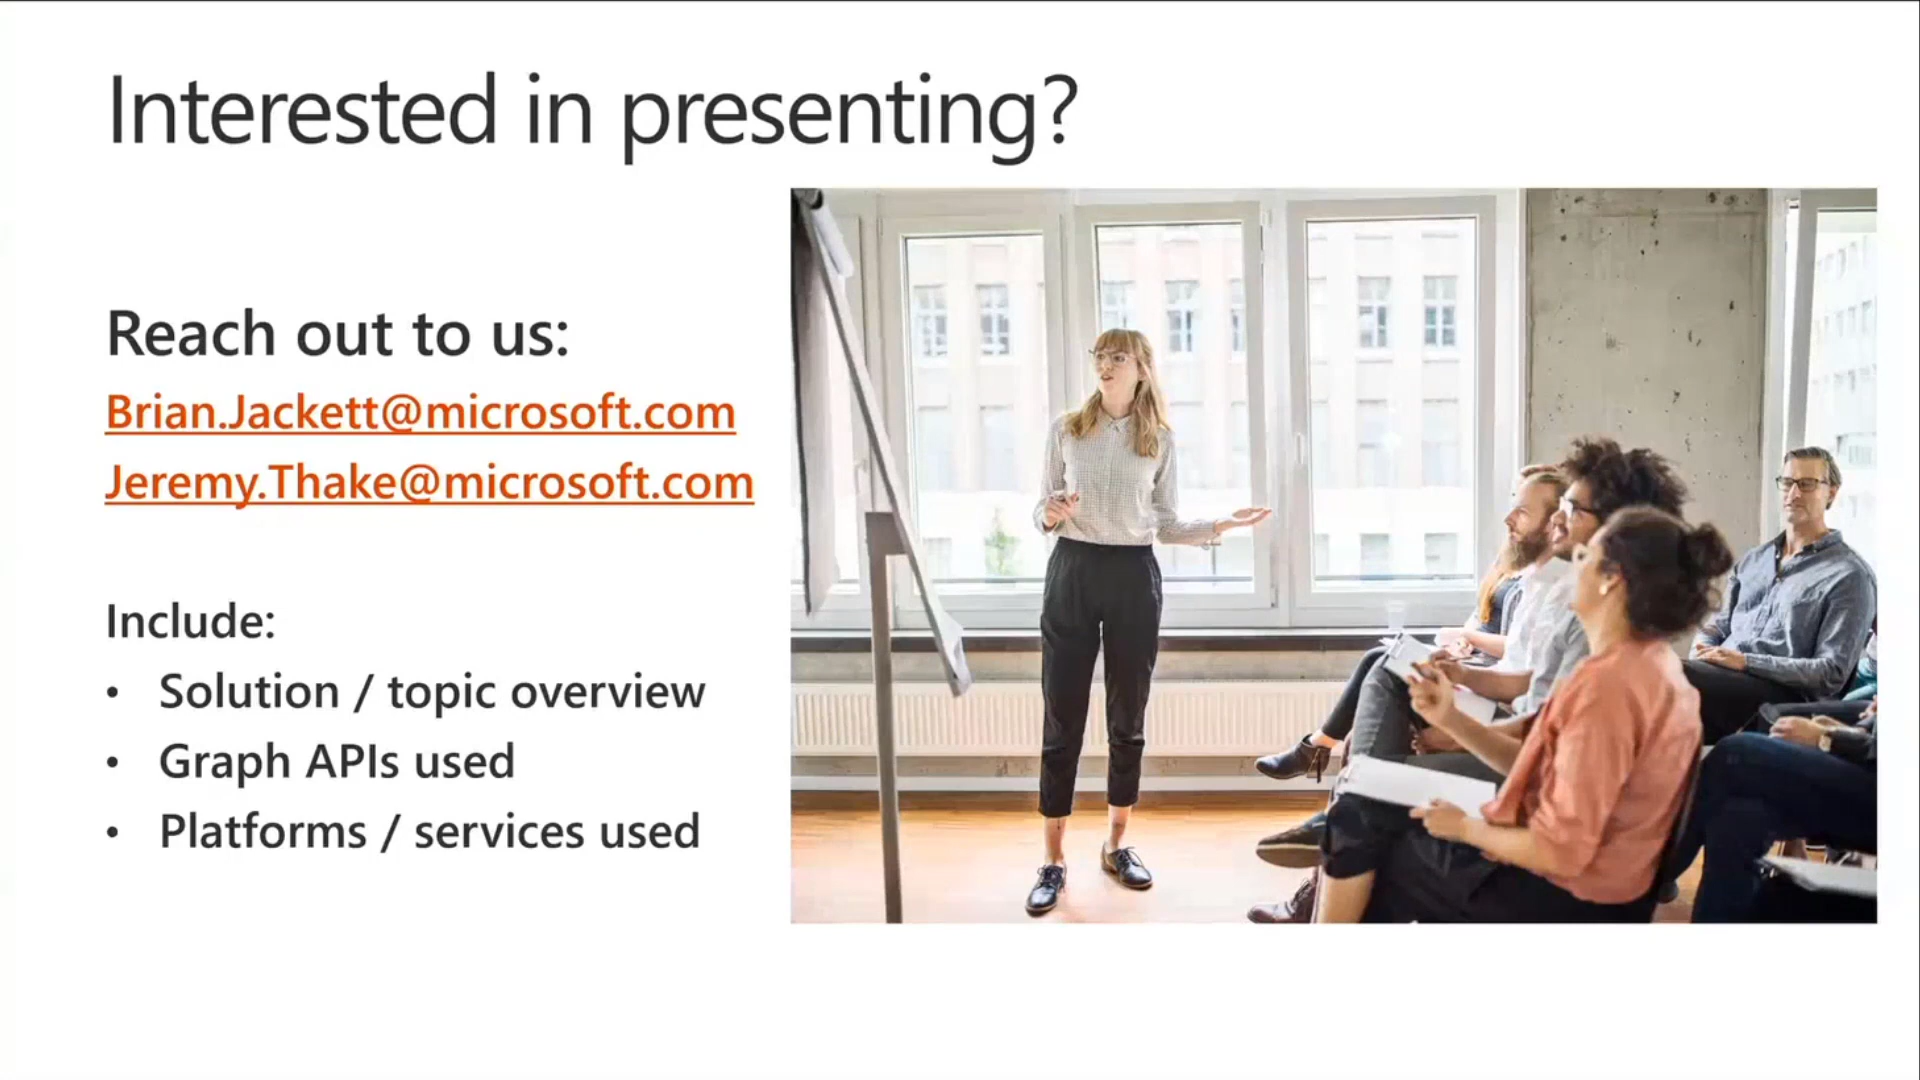 Interested in presenting?
Reach out to us:
Brian.Jackett@microsoft.com
Jeremy.Thake@microsoft.com
Include:
• Solution / topic overview
• Graph APIs used
• Platforms / services used